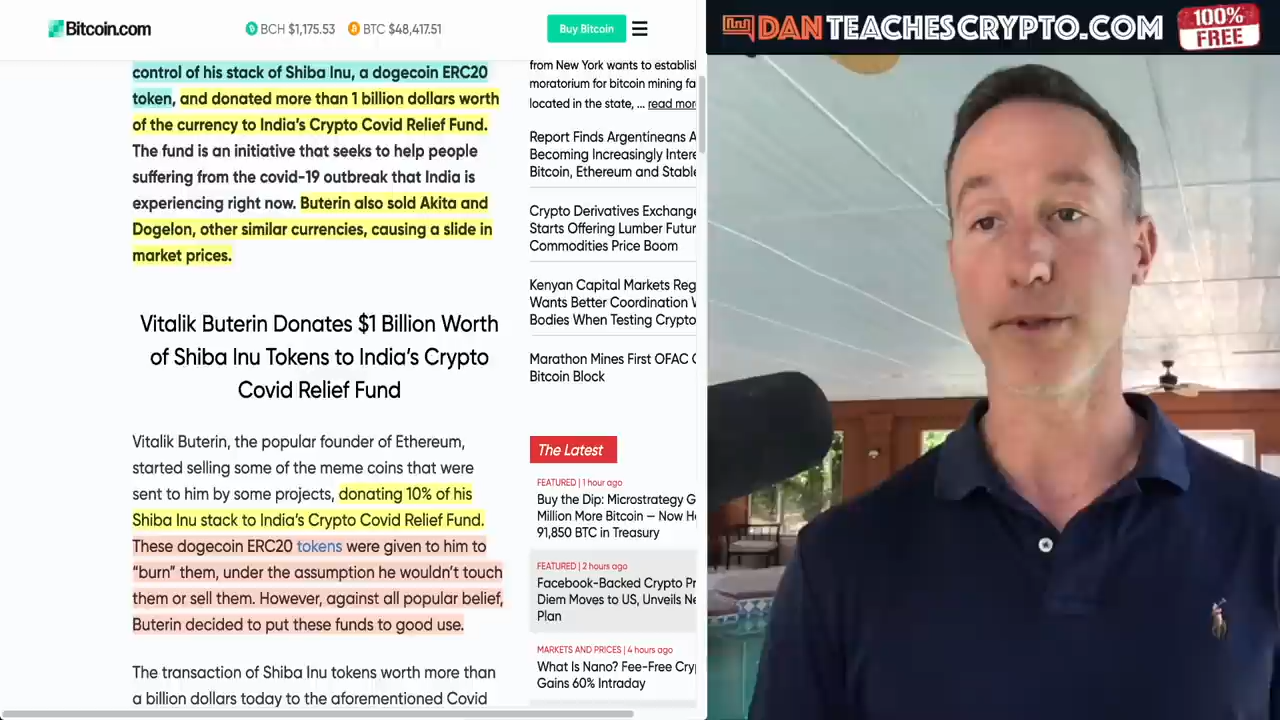 Bitcoin.com
BCH $1,175.53
BTC $48,417.51
Buy Bitcoin
control of his stack of Shiba Inu, a dogecoin ERC20
token, and donated more than 1 billion dollars worth
of the currency to India's Crypto Covid Relief Fund.
The fund is an initiative that seeks to help people
suffering from the covid-19 outbreak that India is
experiencing right now. Buterin also sold Akita and
Dogelon, other similar currencies, causing a slide in
market prices.
Vitalik Buterin Donates $1 Billion Worth
of Shiba Inu Tokens to India's Crypto
Covid Relief Fund
Vitalik Buterin, the popular founder of Ethereum,
started selling some of the meme coins that were
sent to him by some projects, donating 10% of his
Shiba Inu stack to India's Crypto Covid Relief Fund.
These dogecoin ERC20 tokens were given to him to
“burn” them, under the assumption he wouldn't touch
them or sell them. However, against all popular belief,
Buterin decided to put these funds to good use.
The transaction of Shiba Inu tokens worth more than
a billion dollars today to the aforementioned Covid
from New York wants to establis
moratorium for bitcoin mining fa
located in the state, ... read mor
Report Finds Argentineans A
Becoming Increasingly Intere
Bitcoin, Ethereum and Stable
Crypto Derivatives Exchange
Starts Offering Lumber Futur
Commodities Price Boom
Kenyan Capital Markets Reg
Wants Better Coordination W
Bodies When Testing Crypto
Marathon Mines First OFAC C
Bitcoin Block
The Latest
FEATURED | 1 hour ago
Buy the Dip: Microstrategy G
Million More Bitcoin — Now H
91,850 BTC in Treasury
FEATURED | 2 hours ago
Facebook-Backed Crypto Pr
Diem Moves to US, Unveils Ne
Plan
MARKETS AND PRICES | 4 hours ago
What Is Nano? Fee-Free Cry
Gains 60% Intraday
DANTEACHESCRYPTO.COM
100%
FREE